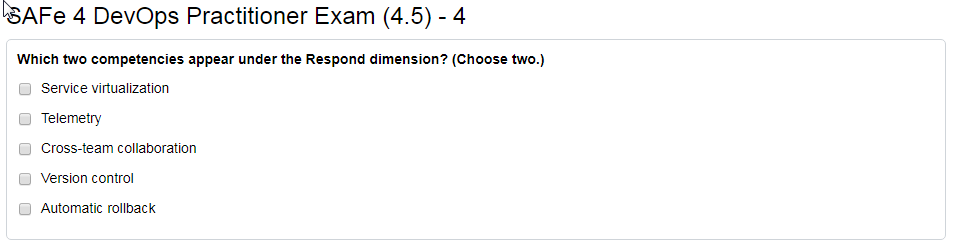 SAFe 4 DevOps Practitioner Exam (4.5) - 4
Which two competencies appear under the Respond dimension? (Choose two.)
Service virtualization
Telemetry
Cross-team collaboration
Version control
Automatic rollback